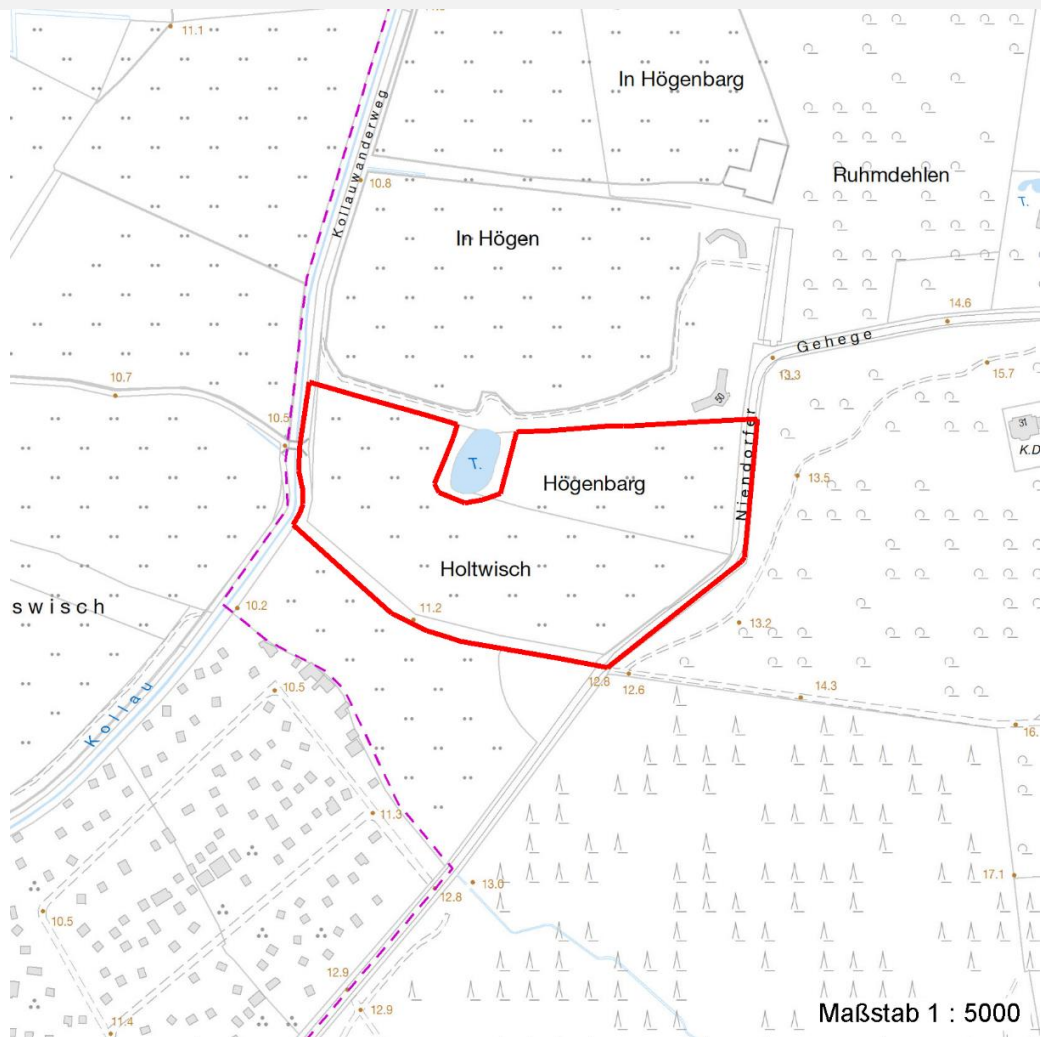 11.1
In Högenbarg
Kollauwanderweg
10.8
Ruhmdehlen
T.
In Högen
14.6
Gehege
13.3
15.7
10.7
50
10.5
31
K.D
T.
Högenbarg
Niendorfer
13.5
Holtwisch
swisch
10.2
11.2
13.2
12.8
12.6
10.5
14.3
16.
Kollau
11.3
13.0
12.8
17.1
10.5
12.9
12.9
11.4
Maßstab 1 : 5000